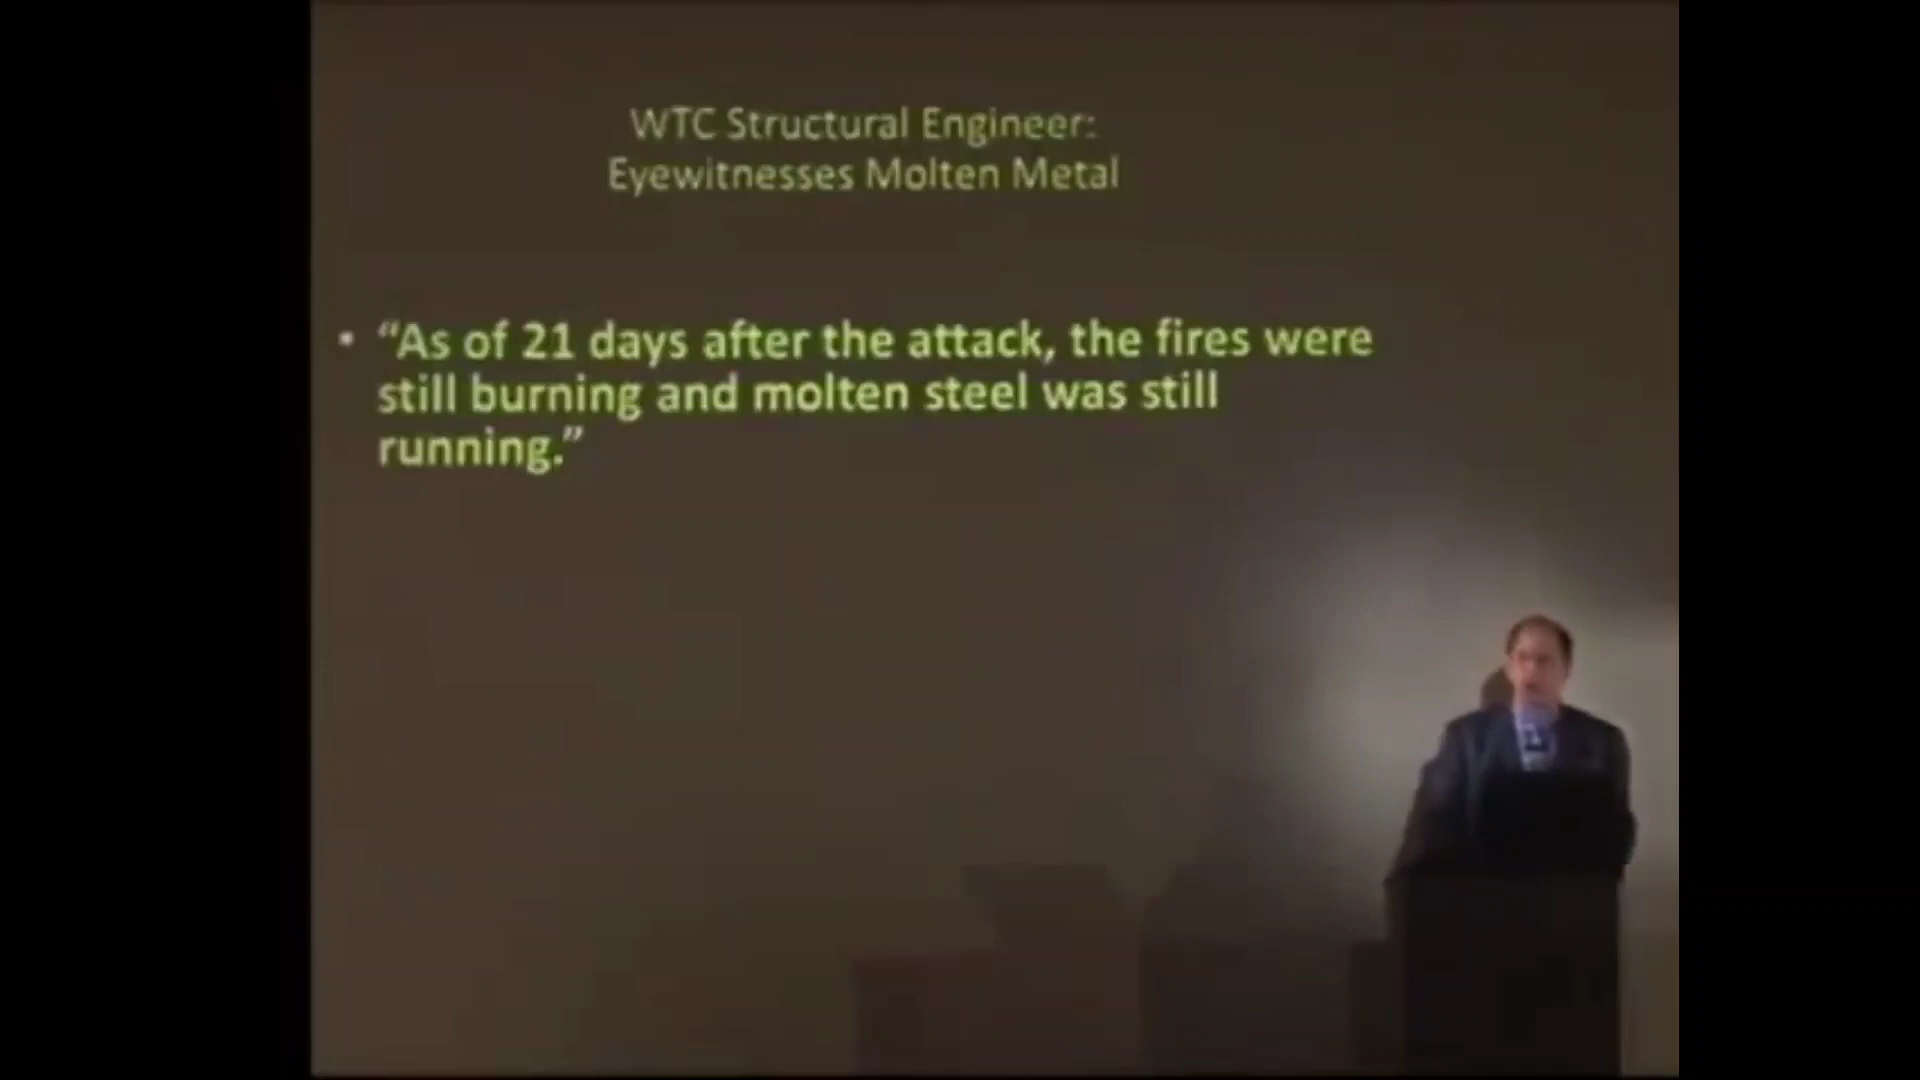 WTC Structural Engineer:
Eyewitnesses Molten Metal
• “As of 21 days after the attack, the fires were
still burning and molten steel was still
running.”